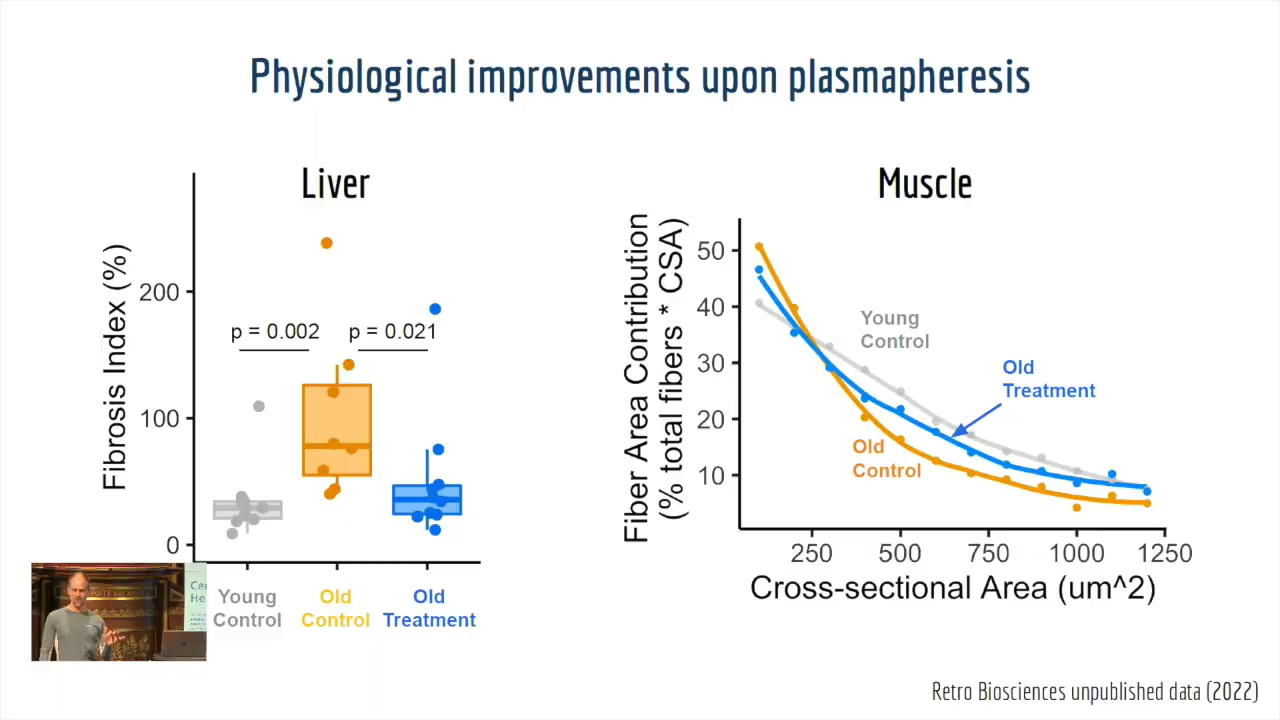 Physiological improvements upon plasmapheresis
Liver
Fibrosis Index (%)
200
100
0
p = 0.002
p = 0.021
Young
Control
Old
Control
Old
Treatment
Muscle
Fiber Area Contribution
(% total fibers * CSA)
50
40
30
20
10
Young
Control
Old
Treatment
Old
Control
250 500 750 1000 1250
Cross-sectional Area (um^2)
Retro Biosciences unpublished data (2022)